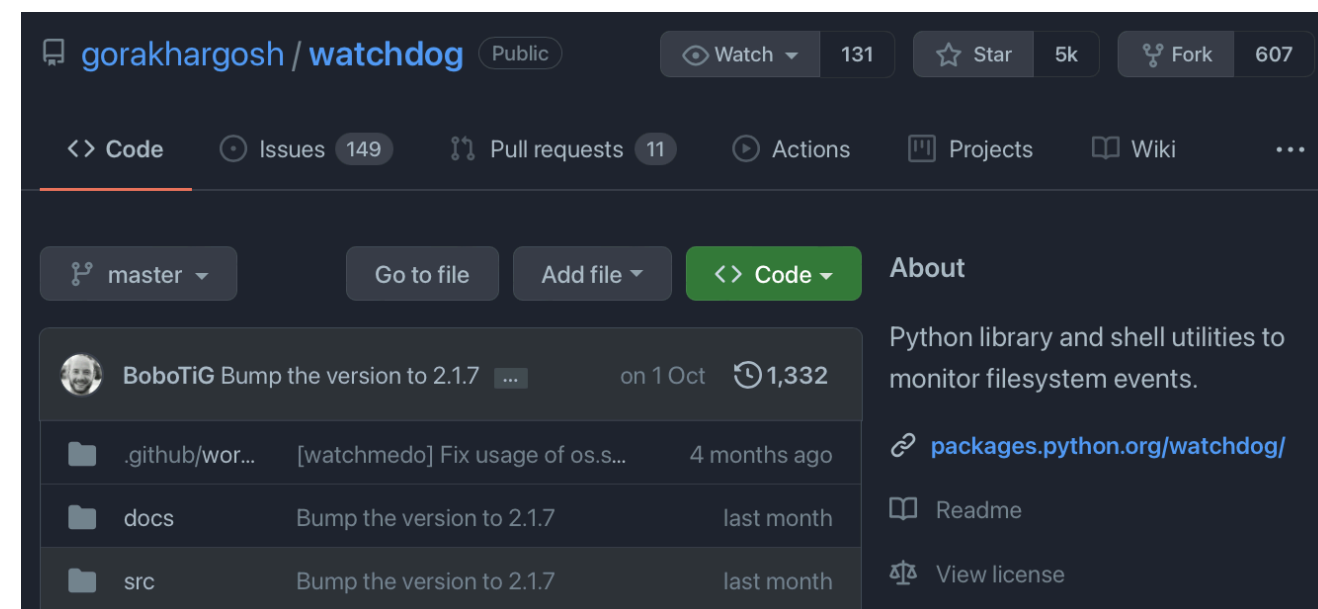 gorakhargosh / watchdog Public Watch 131 Star 5k Fork 607
<> Code Issues 149 Pull requests 11 Actions Projects Wiki ...
master Go to file Add file <> Code
About
Python library and shell utilities to
monitor filesystem events.
packages.python.org/watchdog/
Readme
View license
BoboTiG Bump the version to 2.1.7 ... on 1 Oct 1,332
.github/wor... [watchmedo] Fix usage of os.s... 4 months ago
docs Bump the version to 2.1.7 last month
src Bump the version to 2.1.7 last month